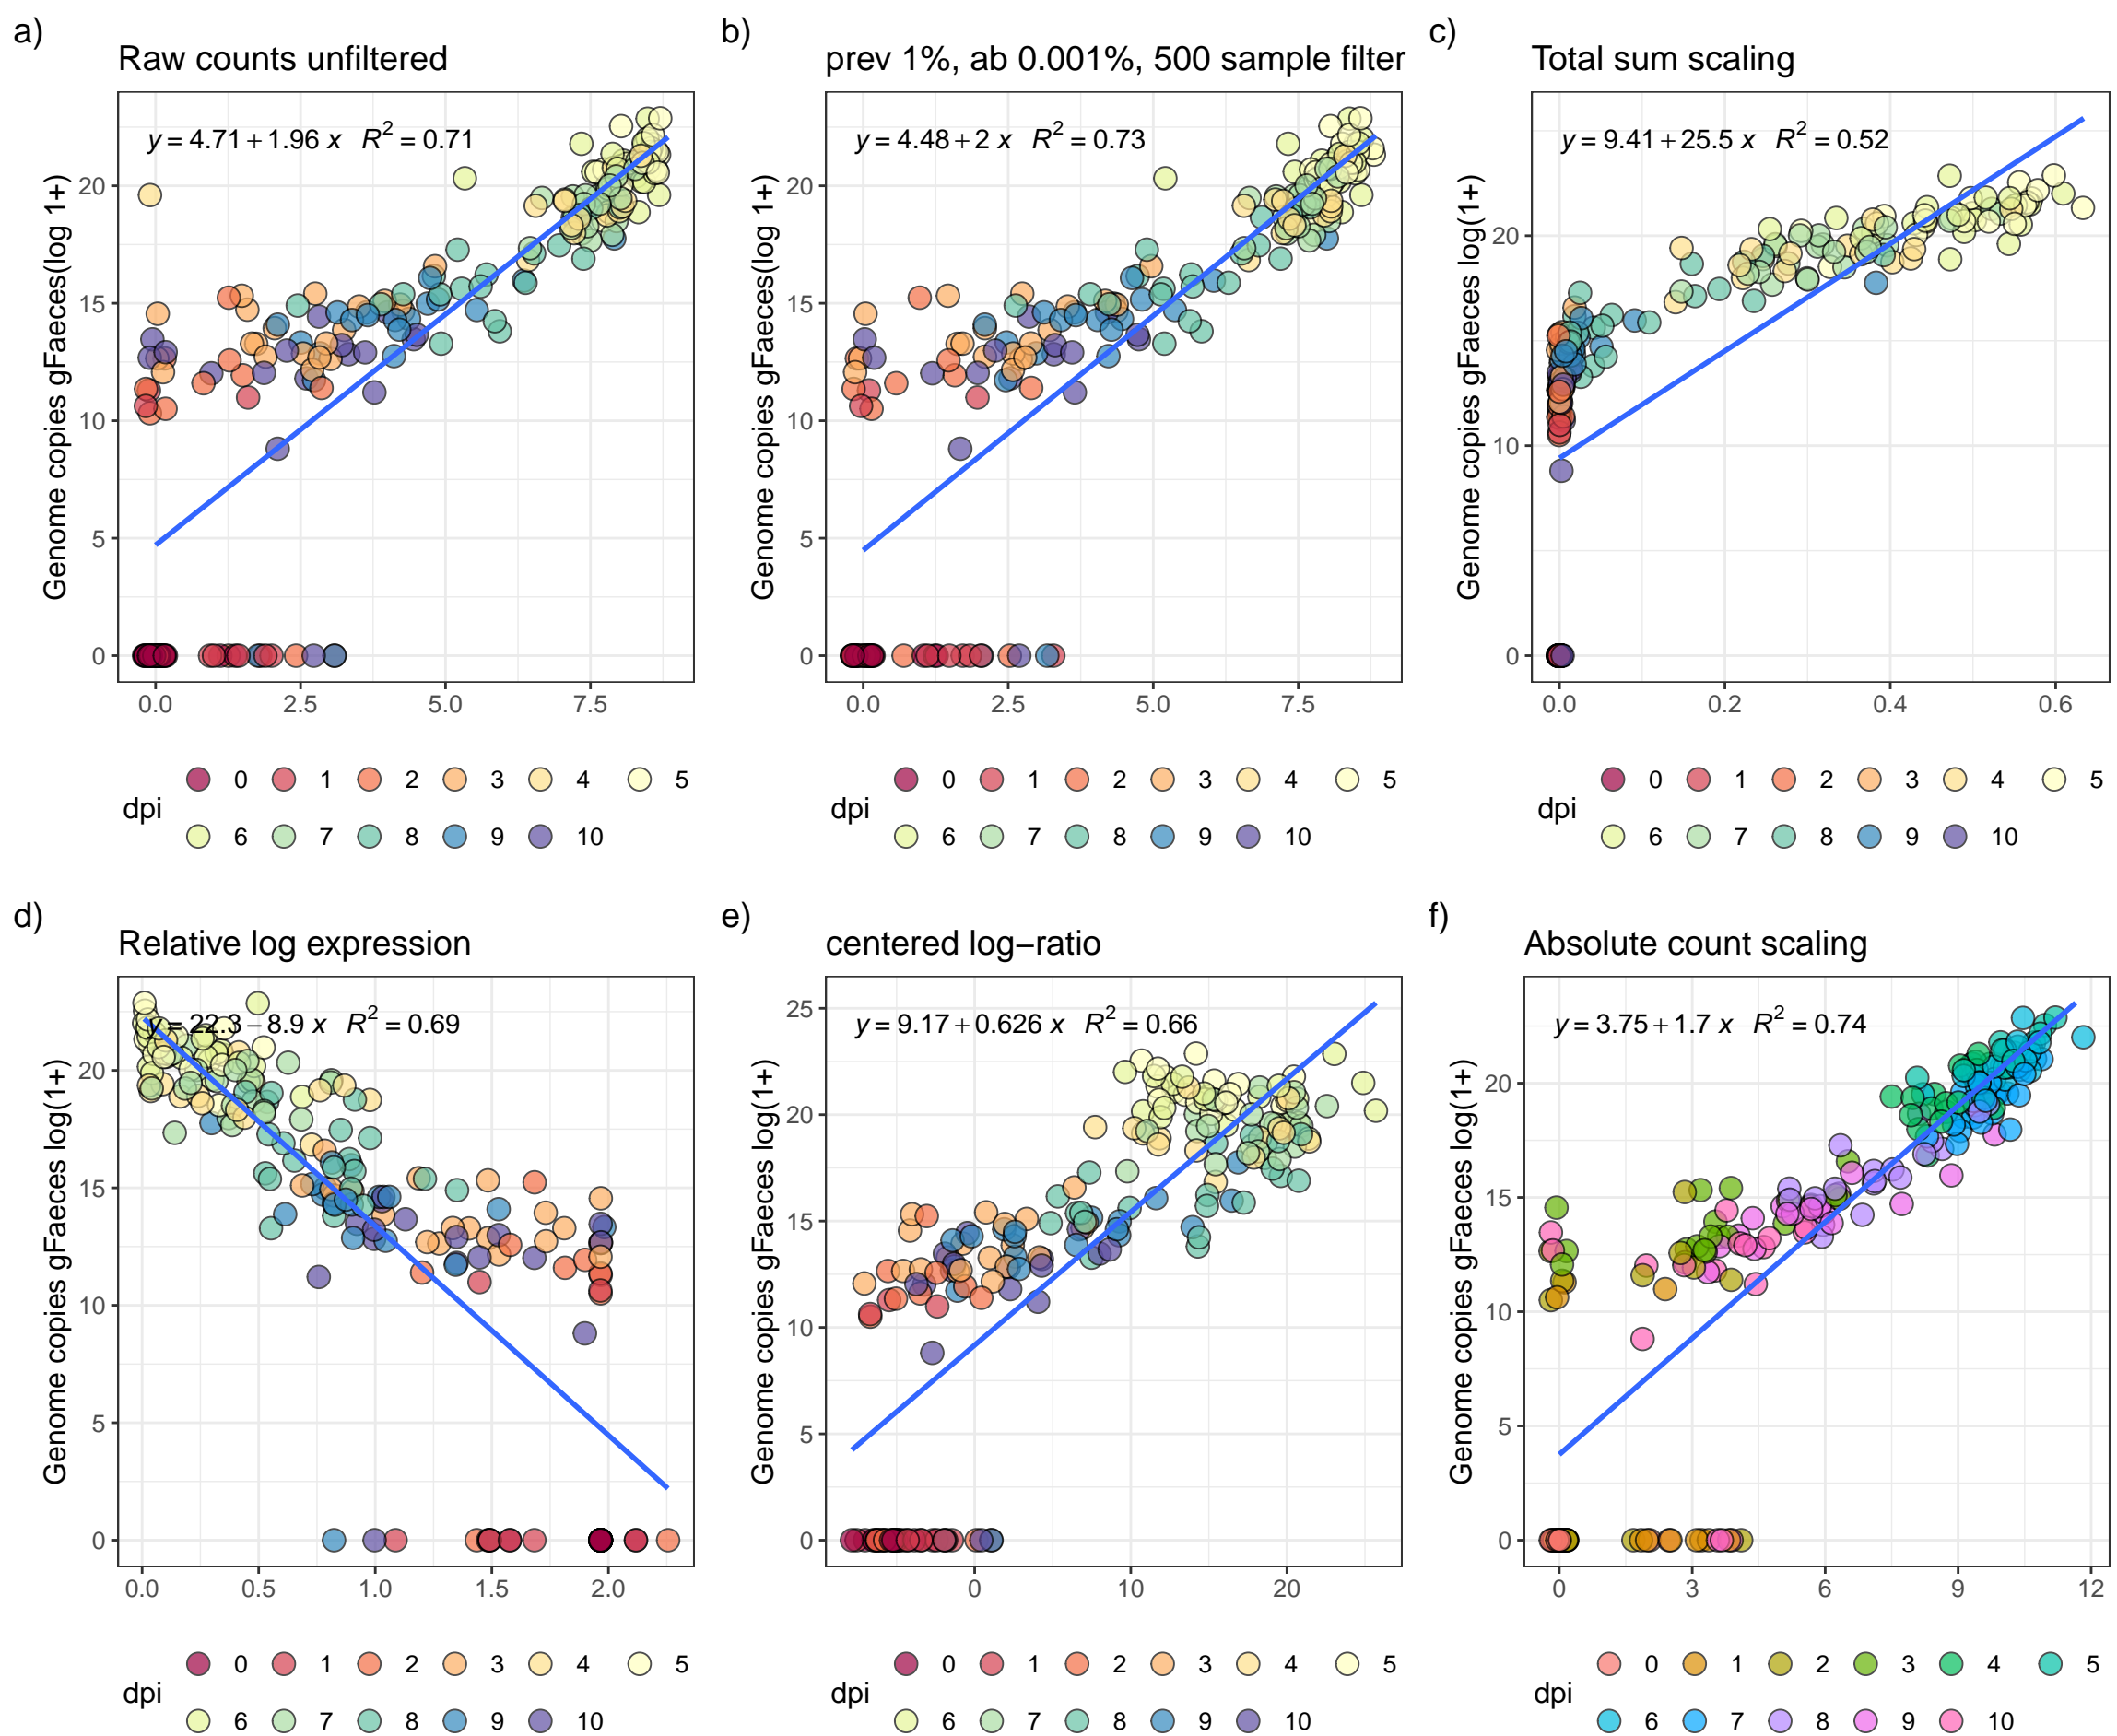 a)
Raw counts unfiltered
y = 4.71 + 1.96 x R² = 0.71
Genome copies gFaeces(log 1+)
20
15
10
5
0
0.0 2.5 5.0 7.5
dpi
0 1 2 3 4 5
6 7 8 9 10
b)
prev 1%, ab 0.001%, 500 sample filter
y = 4.48 + 2 x R² = 0.73
Genome copies gFaeces(log 1+)
20
15
10
5
0
0.0 2.5 5.0 7.5
dpi
0 1 2 3 4 5
6 7 8 9 10
c)
Total sum scaling
y = 9.41 + 25.5 x R² = 0.52
Genome copies gFaeces log(1+)
20
10
0
0.0 0.2 0.4 0.6
dpi
0 1 2 3 4 5
6 7 8 9 10
d)
Relative log expression
y = 22.3 − 8.9 x R² = 0.69
Genome copies gFaeces log(1+)
20
15
10
5
0
0.0 0.5 1.0 1.5 2.0
dpi
0 1 2 3 4 5
6 7 8 9 10
e)
centered log−ratio
y = 9.17 + 0.626 x R² = 0.66
Genome copies gFaeces log(1+)
25
20
15
10
5
0
0 10 20
dpi
0 1 2 3 4 5
6 7 8 9 10
f)
Absolute count scaling
y = 3.75 + 1.7 x R² = 0.74
Genome copies gFaeces log(1+)
20
15
10
5
0
0 3 6 9 12
dpi
0 1 2 3 4 5
6 7 8 9 10